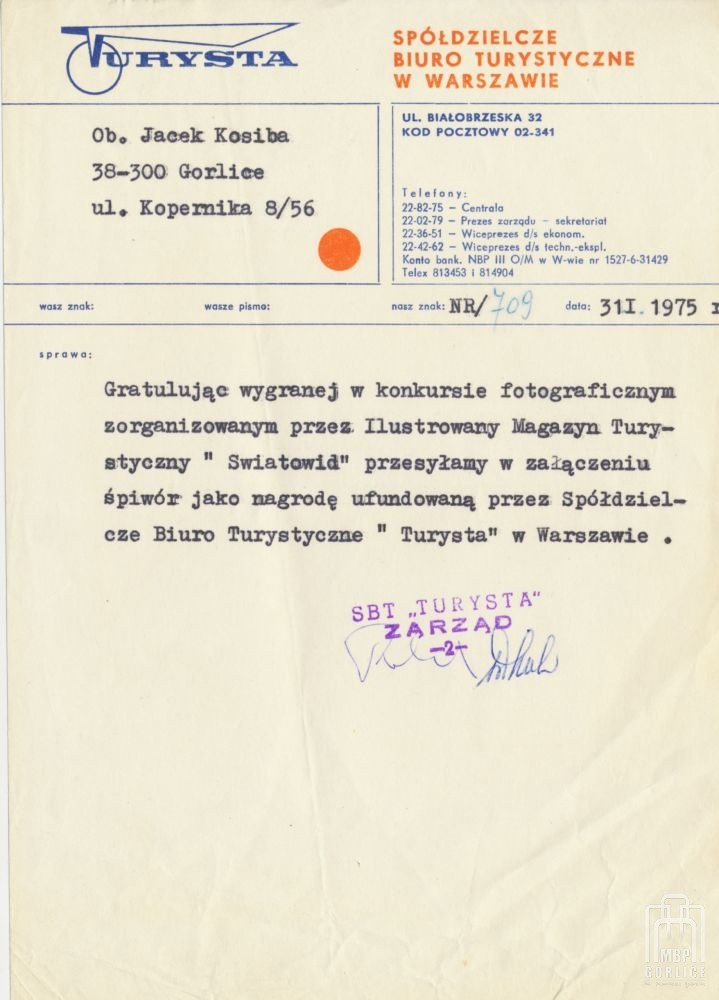 TURYSTA
SPÓŁDZIELCZE
BIURO TURYSTYCZNE
W WARSZAWIE
Ob. Jacek Kosiba
38-300 Gorlice
ul. Kopernika 8/56
UL. BIAŁOBRZESKA 32
KOD POCZTOWY 02-341
Telefony:
22-82-75 – Centrala
22-02-79 – Prezes zarządu – sekretariat
22-36-51 – Wiceprezes d/s ekonom.
22-42-62 – Wiceprezes d/s techn.-ekspl.
Konto bank. NBP III O/M w W-wie nr 1527-6-31429
Telex 813453 i 814904
wasz znak: wasze pismo: nasz znak: NR/709 data: 31.I.1975 r
sprawa:
Gratulując wygranej w konkursie fotograficznym
zorganizowanym przez Ilustrowany Magazyn Tury-
styczny " Swiatowid" przesyłamy w załączeniu
śpiwór jako nagrodę ufundowaną przez Spółdziel-
cze Biuro Turystyczne " Turysta" w Warszawie .
SBT „TURYSTA"
ZARZĄD
-2-
MBP
GORLICE